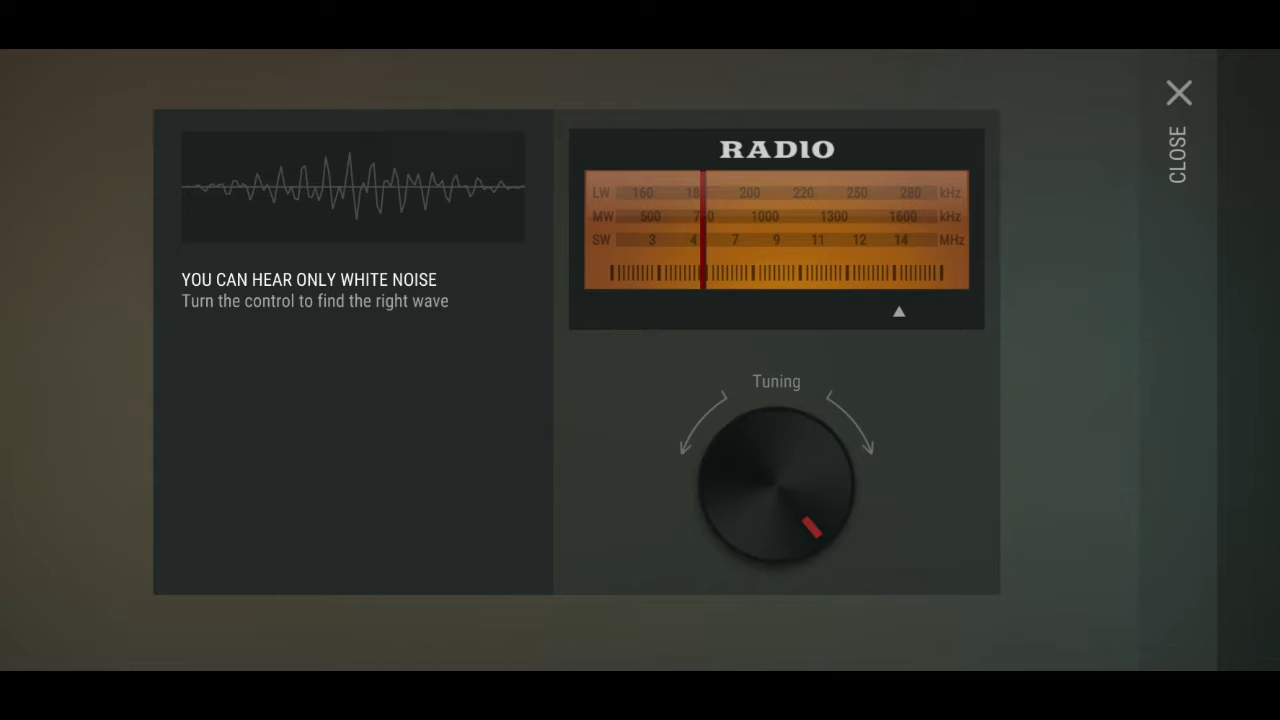 CLOSE
YOU CAN HEAR ONLY WHITE NOISE
Turn the control to find the right wave
RADIO
LW 160 200 220 250 280 kHz
MW 500 1000 1300 1600 kHz
SW 3 4 7 9 11 12 14 MHz
Tuning